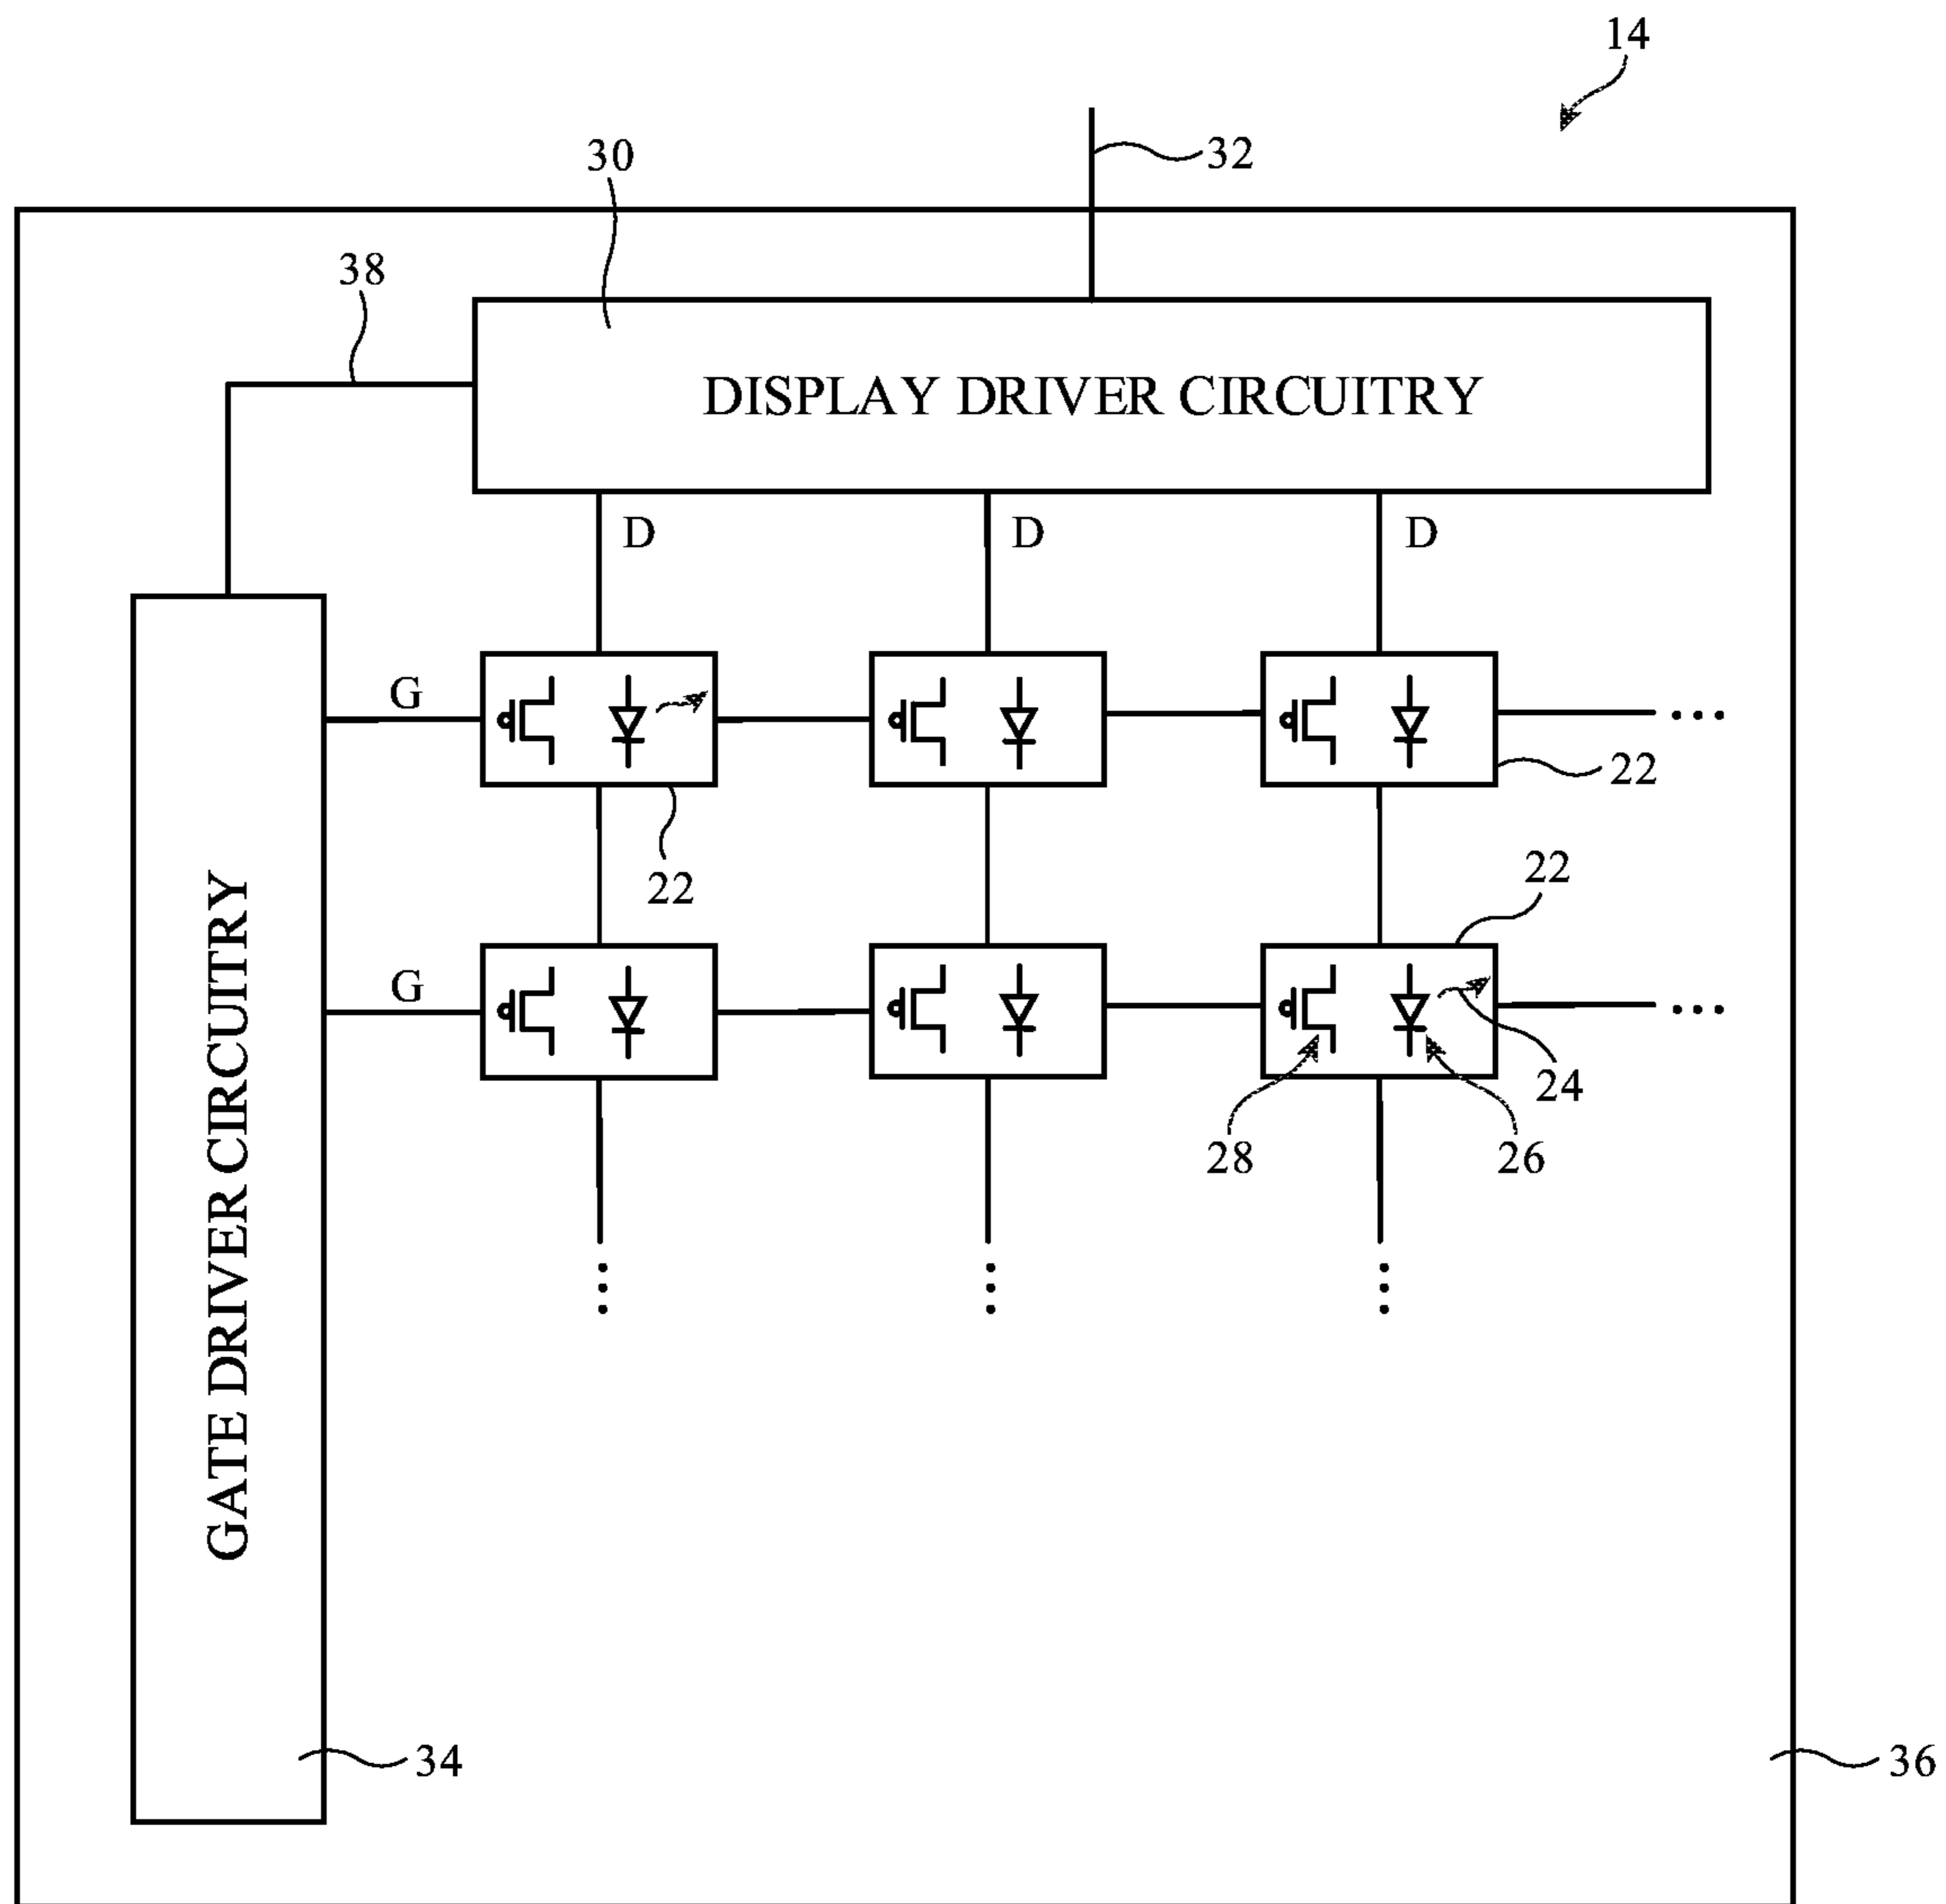 14
32
30
38
DISPLAY DRIVER CIRCUITRY
D
D
D
G
22
22
22
G
24
28
26
GATE DRIVER CIRCUITRY
34
36